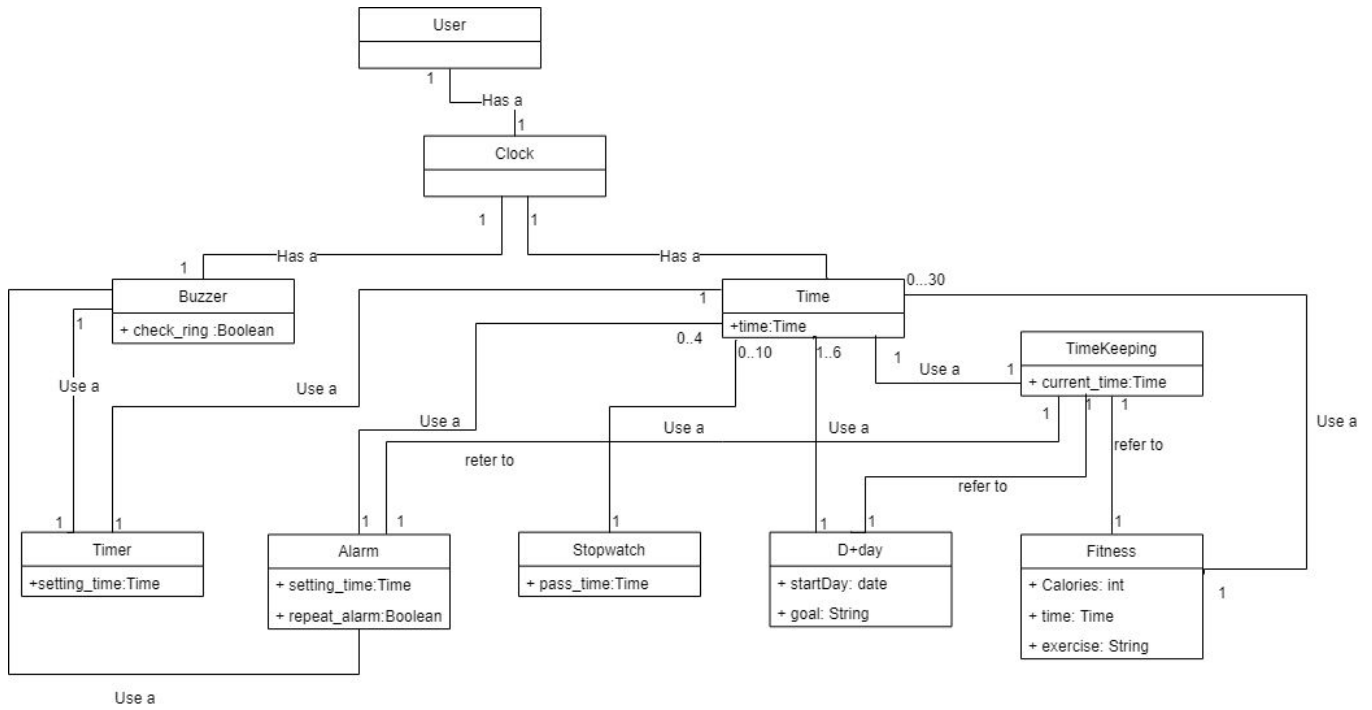 User
1
Has a
1
Clock
1
1
Has a
Has a
1
Buzzer
+ check_ring :Boolean
1
Time
+time:Time
1
0...30
0..4
0..10
1..6
1
Use a
1
TimeKeeping
+ current_time:Time
1
1
1
Use a
Use a
Use a
Use a
Use a
Use a
reter to
refer to
refer to
1
1
1
1
1
1
1
1
1
Timer
+setting_time:Time
Alarm
+ setting_time:Time
+ repeat_alarm:Boolean
Stopwatch
+ pass_time:Time
D+day
+ startDay: date
+ goal: String
Fitness
+ Calories: int
+ time: Time
+ exercise: String
Use a